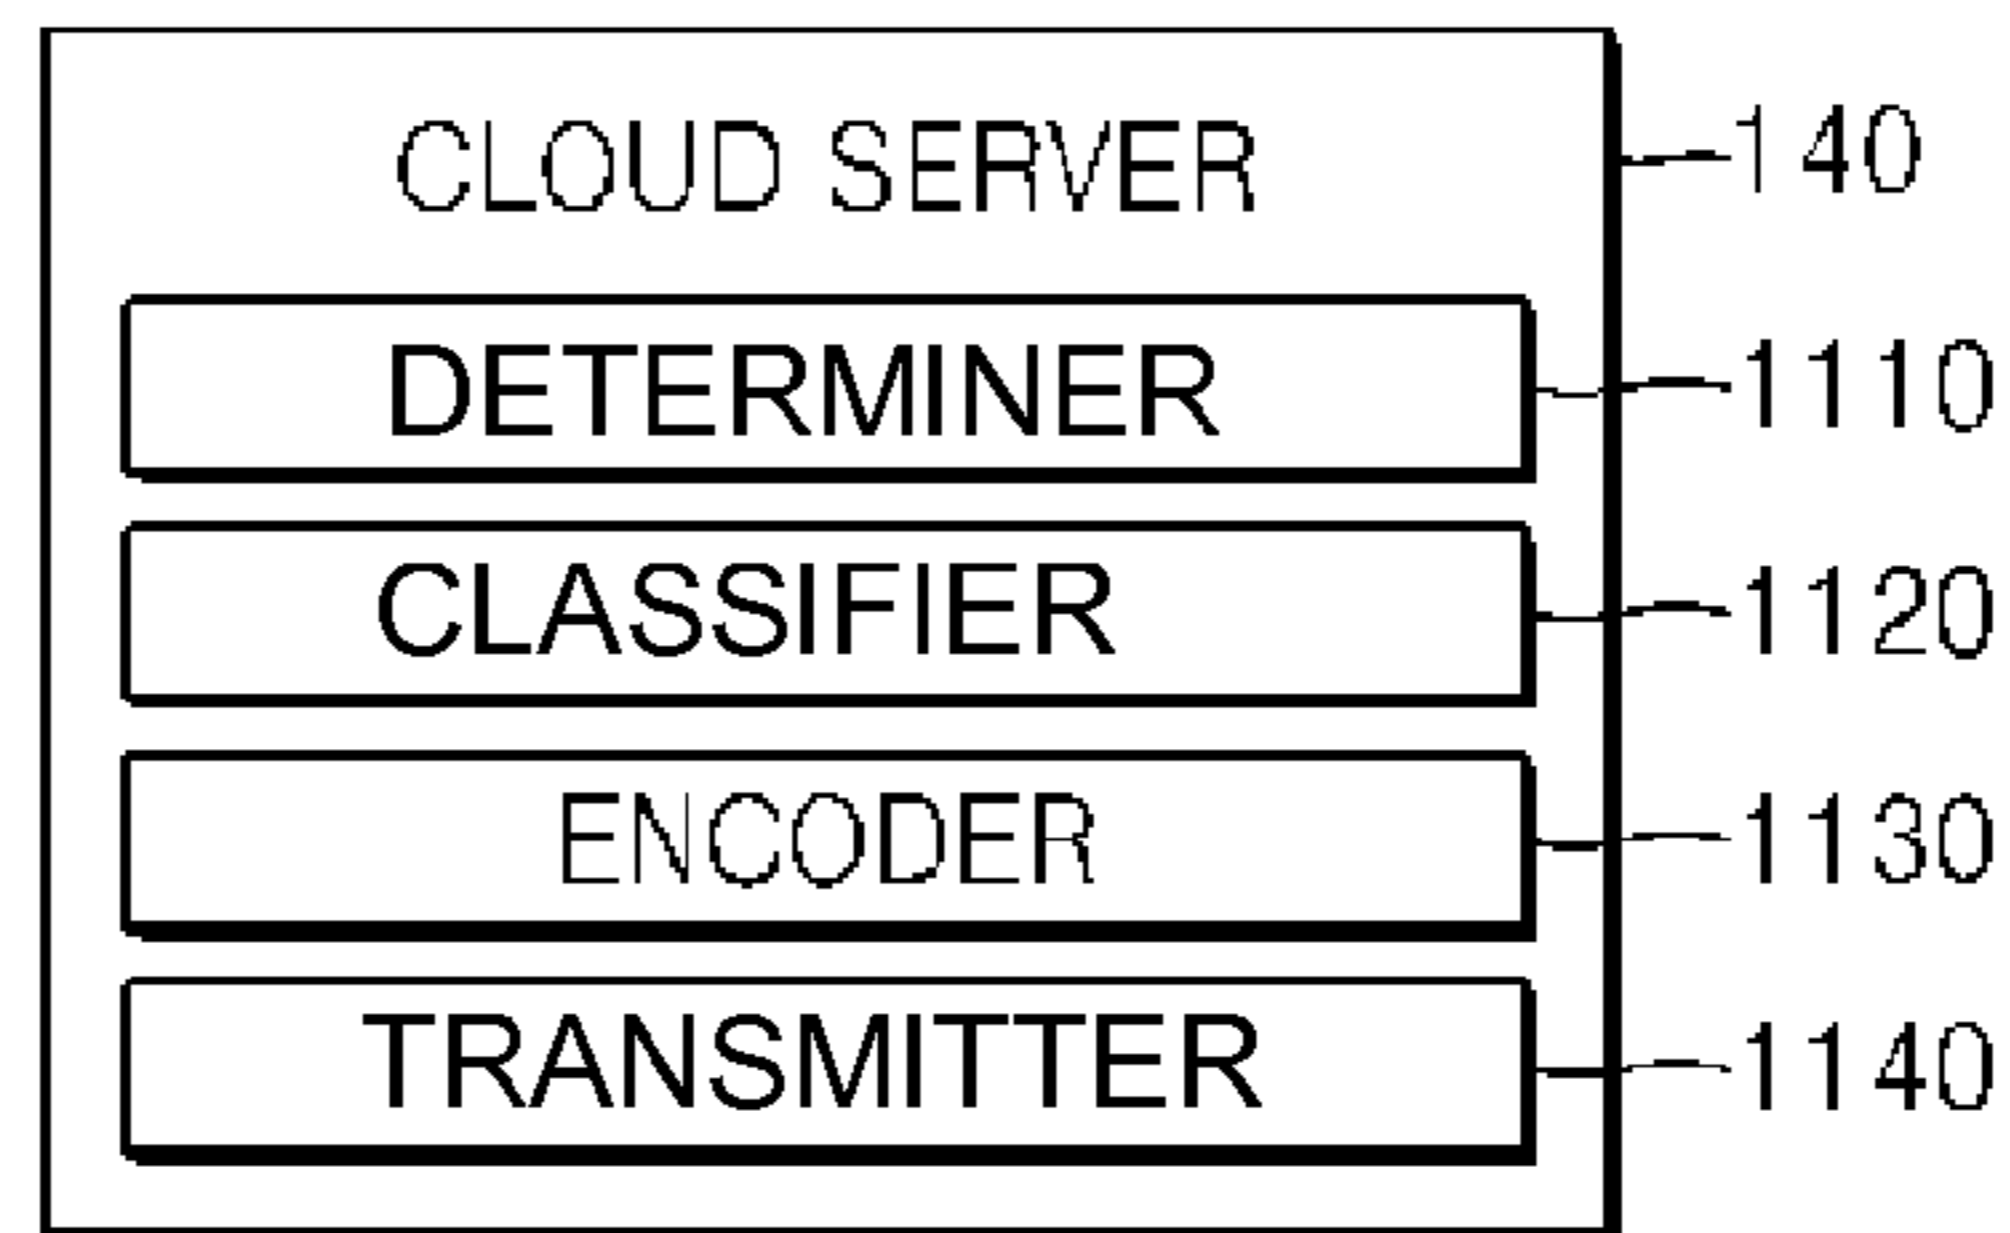 CLOUD SERVER 140
DETERMINER 1110
CLASSIFIER 1120
ENCODER 1130
TRANSMITTER 1140